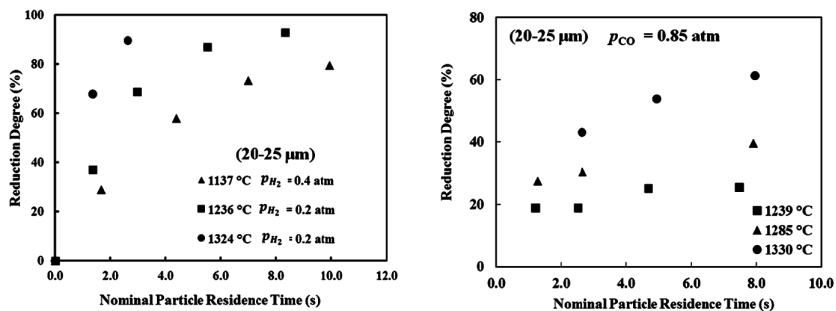 100
80
60
40
20
0
Reduction Degree (%)
(20-25 µm)
1137 °C pH2 = 0.4 atm
1236 °C pH2 = 0.2 atm
1324 °C pH2 = 0.2 atm
0 2.0 4.0 6.0 8.0 10.0 12.0
Nominal Particle Residence Time (s)
80
60
40
20
0
Reduction Degree (%)
(20-25 µm) pCO = 0.85 atm
1239 °C
1285 °C
1330 °C
0.0 2.0 4.0 6.0 8.0 10.0
Nominal Particle Residence Time (s)